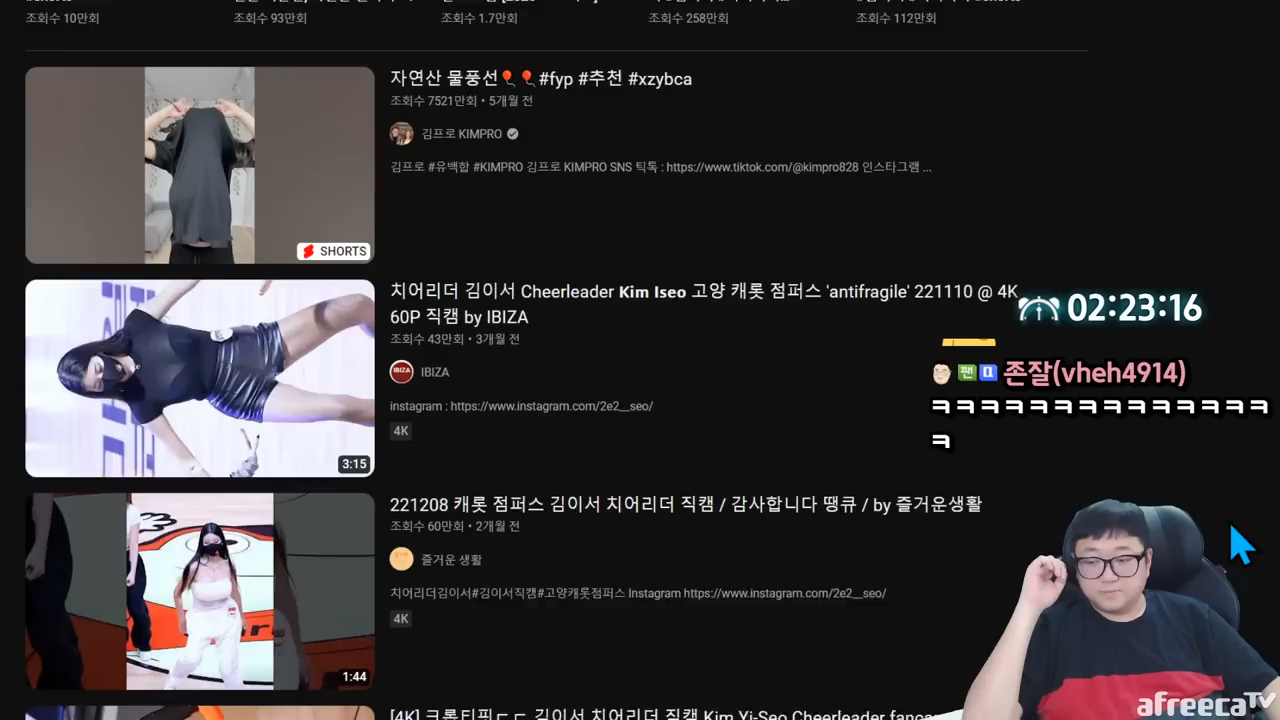 조회수 10만회
조회수 93만회
조회수 1.7만회
조회수 258만회
조회수 112만회
자연산 물풍선🎈🎈#fyp #추천 #xzybca
조회수 7521만회 • 5개월 전
김프로 KIMPRO
김프로 #유백합 #KIMPRO 김프로 KIMPRO SNS 틱톡 : https://www.tiktok.com/@kimpro828 인스타그램 ...
SHORTS
치어리더 김이서 Cheerleader Kim Iseo 고양 캐롯 점퍼스 'antifragile' 221110 @ 4K
60P 직캠 by IBIZA
조회수 43만회 • 3개월 전
IBIZA
IBIZA
instagram : https://www.instagram.com/2e2__seo/
4K
3:15
02:23:16
팬
존잘(vheh4914)
ㅋㅋㅋㅋㅋㅋㅋㅋㅋㅋㅋㅋㅋㅋ
ㅋ
221208 캐롯 점퍼스 김이서 치어리더 직캠 / 감사합니다 땡큐 / by 즐거운생활
조회수 60만회 • 2개월 전
즐거운 생활
치어리더김이서#김이서직캠#고양캐롯점퍼스 Instagram https://www.instagram.com/2e2__seo/
4K
1:44
afreecaTV